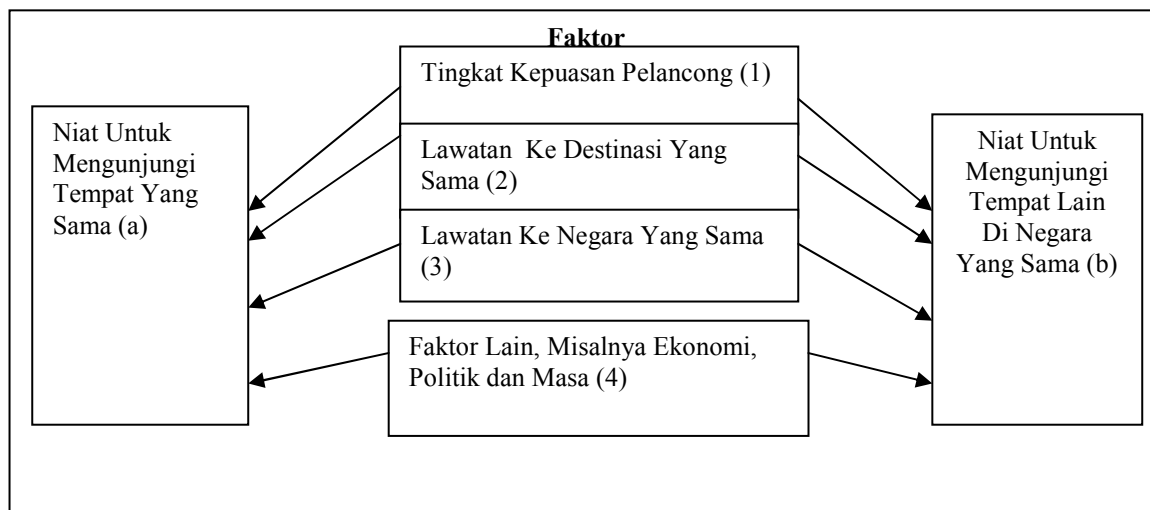 Faktor
Tingkat Kepuasan Pelancong (1)
Niat Untuk
Mengunjungi
Tempat Yang
Sama (a)
Lawatan Ke Destinasi Yang
Sama (2)
Lawatan Ke Negara Yang Sama
(3)
Faktor Lain, Misalnya Ekonomi,
Politik dan Masa (4)
Niat Untuk
Mengunjungi
Tempat Lain
Di Negara
Yang Sama (b)